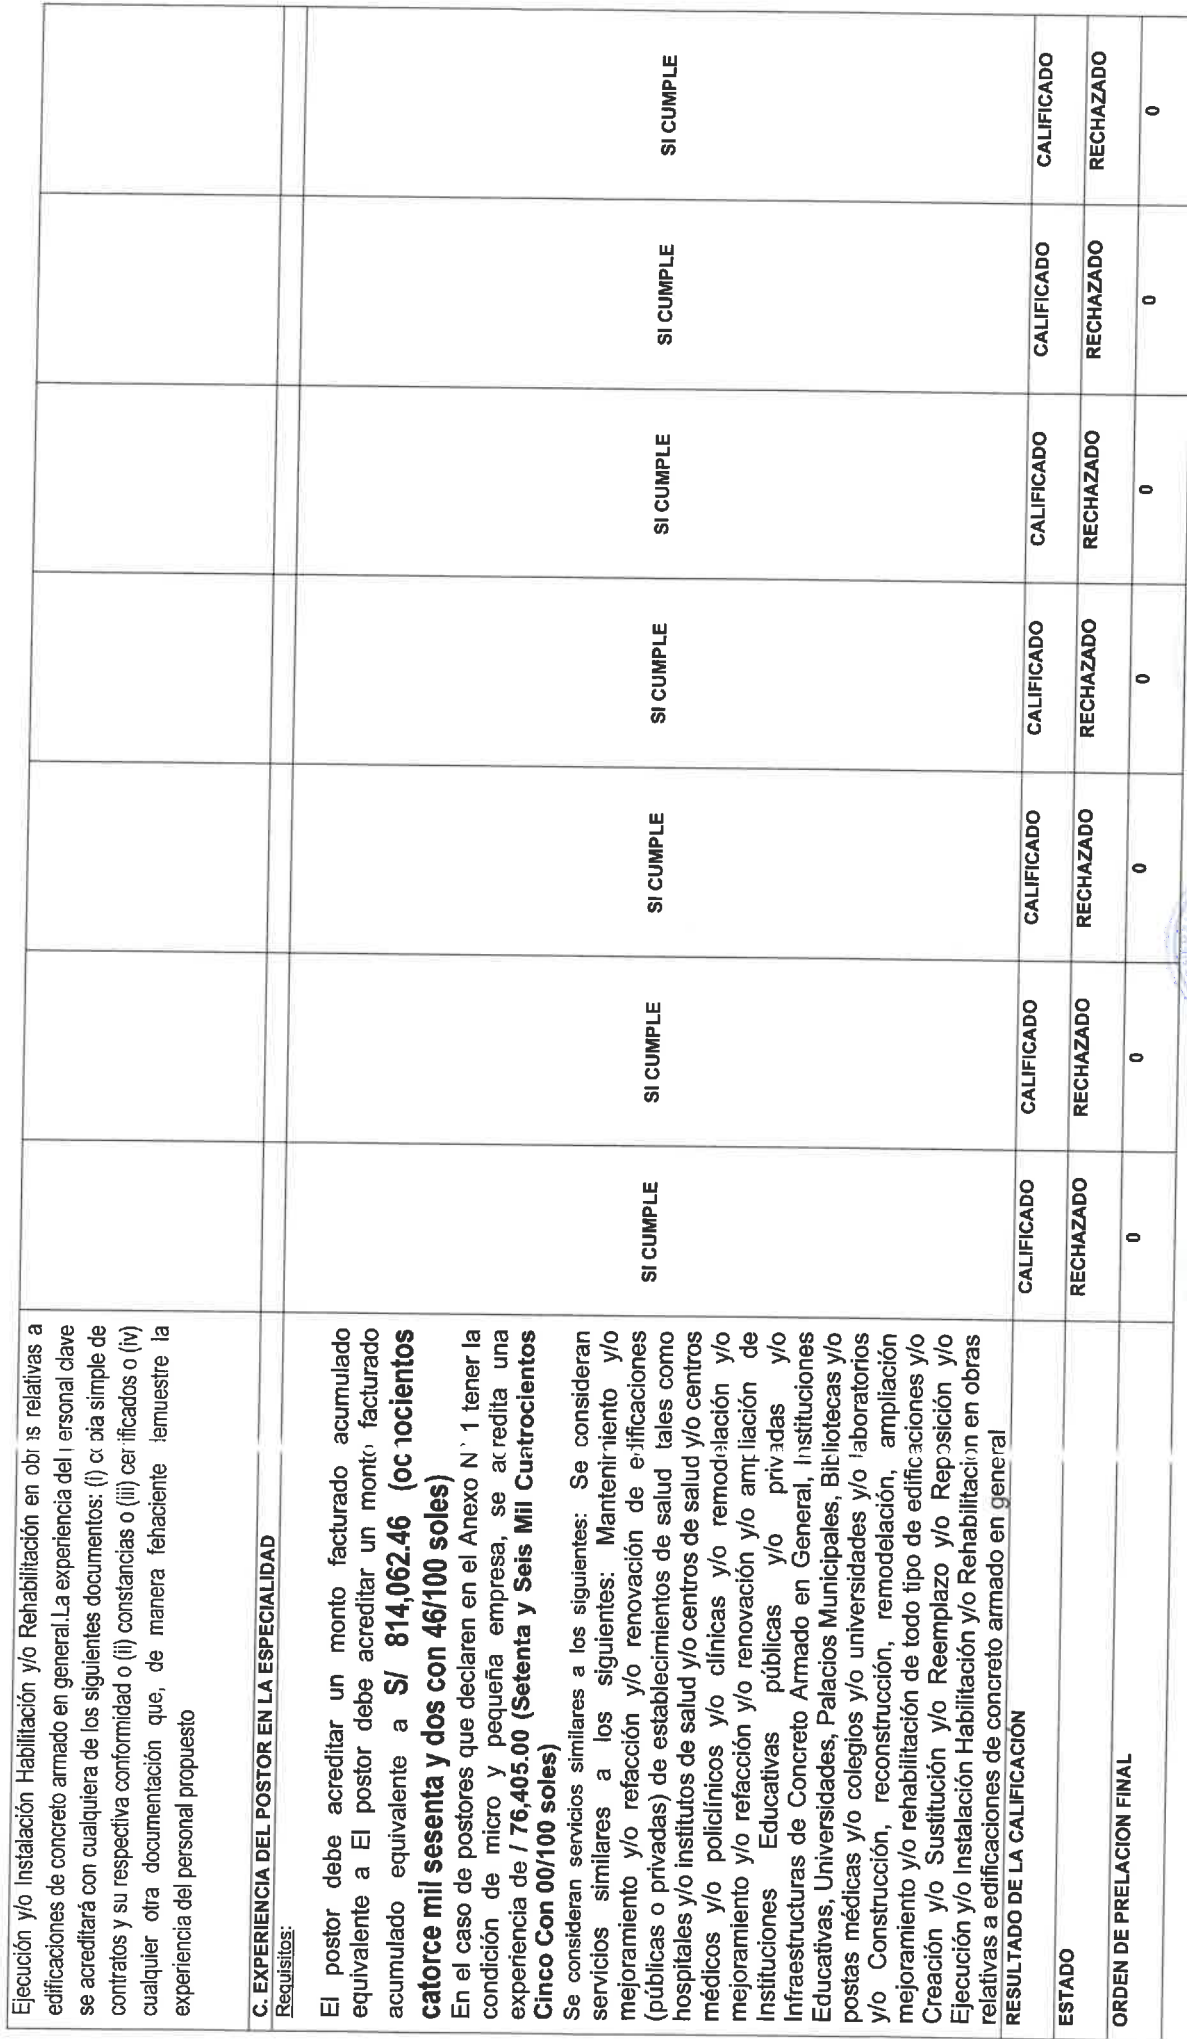 Ejecución y/o Instalación Habilitación y/o Rehabilitación en obras relativas a
edificaciones de concreto armado en general.La experiencia del personal clave
se acreditará con cualquiera de los siguientes documentos: (i) copia simple de
contratos y su respectiva conformidad o (ii) constancias o (iii) certificados o (iv)
cualquier otra documentación que, de manera fehaciente demuestre la
experiencia del personal propuesto
C. EXPERIENCIA DEL POSTOR EN LA ESPECIALIDAD
Requisitos:
El postor debe acreditar un monto facturado acumulado
equivalente a El postor debe acreditar un monto facturado
acumulado equivalente a S/ 814,062.46 (ochocientos
catorce mil sesenta y dos con 46/100 soles)
En el caso de postores que declaren en el Anexo N° 1 tener la
condición de micro y pequeña empresa, se acredita una
experiencia de / 76,405.00 (Setenta y Seis Mil Cuatrocientos
Cinco Con 00/100 soles)
Se consideran servicios similares a los siguientes: Se consideran
servicios similares a los siguientes: Mantenimiento y/o
mejoramiento y/o refacción y/o renovación de edificaciones
(públicas o privadas) de establecimientos de salud tales como
hospitales y/o institutos de salud y/o centros de salud y/o centros
médicos y/o policlínicos y/o clínicas y/o remodelación y/o
mejoramiento y/o refacción y/o renovación y/o ampliación de
Instituciones Educativas públicas y/o privadas y/o
Infraestructuras de Concreto Armado en General, Instituciones
Educativas, Universidades, Palacios Municipales, Bibliotecas y/o
postas médicas y/o colegios y/o universidades y/o laboratorios
y/o Construcción, reconstrucción, remodelación, ampliación
mejoramiento y/o rehabilitación de todo tipo de edificaciones y/o
Creación y/o Sustitución y/o Reemplazo y/o Reposición y/o
Ejecución y/o Instalación Habilitación y/o Rehabilitacion en obras
relativas a edificaciones de concreto armado en general
SI CUMPLE SI CUMPLE SI CUMPLE SI CUMPLE SI CUMPLE SI CUMPLE SI CUMPLE
RESULTADO DE LA CALIFICACIÓN CALIFICADO CALIFICADO CALIFICADO CALIFICADO CALIFICADO CALIFICADO CALIFICADO
ESTADO RECHAZADO RECHAZADO RECHAZADO RECHAZADO RECHAZADO RECHAZADO RECHAZADO
ORDEN DE PRELACION FINAL 0 0 0 0 0 0 0